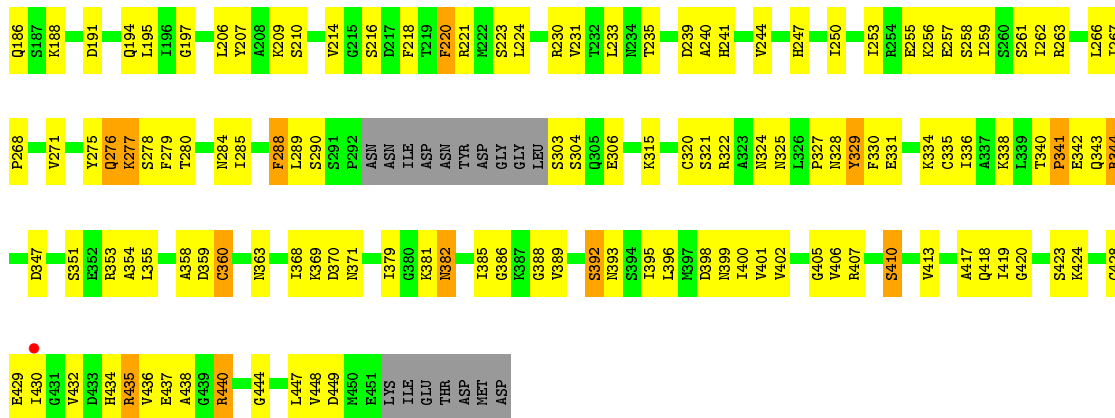 Q186 S187 K188 D191 Q194 L195 I196 G197 L206 Y207 A208 K209 S210 V214 G215 S216 D217 F218 T219 F220 R221 M222 S223 L224 R230 V231 T232 L233 N234 T235 D239 A240 H241 V244 H247 I250 I253 R254 E255 K256 E257 S258 I259 S260 S261 I262 R263 L266 L267
P268 V271 Y275 Q276 K277 S278 F279 T280 N284 I285 F288 L289 S290 S291 P292 ASN ASN ILE ASP ASN TYR ASP GLY GLY LEU S303 S304 Q305 E306 K315 C320 S321 R322 A323 N324 N325 L326 P327 N328 Y329 F330 E331 K334 C335 I336 A337 K338 L339 T340 P341 E342 Q343 R344
D347 S351 E352 R353 A354 L355 A358 D359 C360 N363 I368 K369 D370 N371 I379 G380 K381 N382 I385 G386 K387 G388 V389 S392 N393 S394 I395 L396 M397 D398 N399 I400 V401 V402 G405 V406 R407 S410 V413 A417 Q418 I419 G420 S423 K424
E429 I430 G431 V432 D433 H434 R435 V436 E437 A438 G439 R440 G444 L447 V448 D449 M450 E451 LYS ILE GLU THR ASP MET ASP